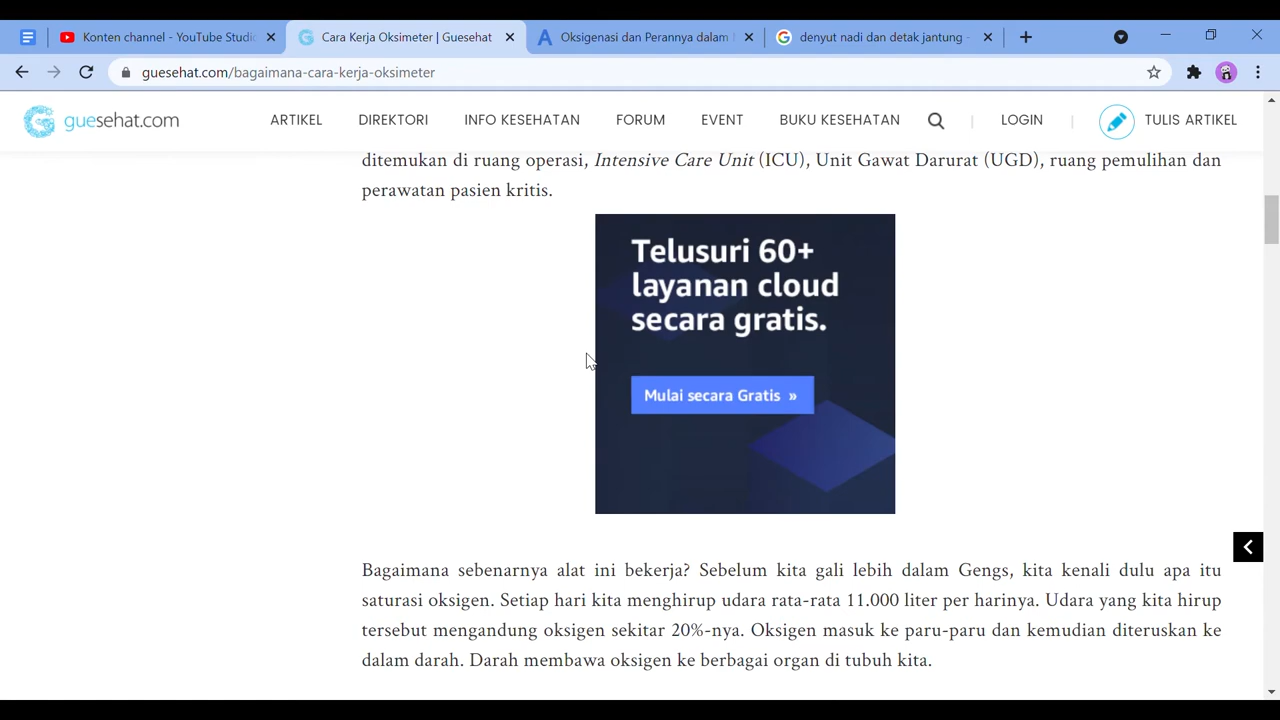 Konten channel - YouTube Studio
Cara Kerja Oksimeter | Guesehat
Oksigenasi dan Perannya dalam
denyut nadi dan detak jantung -
guesehat.com/bagaimana-cara-kerja-oksimeter
guesehat.com
ARTIKEL
DIREKTORI
INFO KESEHATAN
FORUM
EVENT
BUKU KESEHATAN
LOGIN
TULIS ARTIKEL
ditemukan di ruang operasi, Intensive Care Unit (ICU), Unit Gawat Darurat (UGD), ruang pemulihan dan
perawatan pasien kritis.
Telusuri 60+
layanan cloud
secara gratis.
Mulai secara Gratis »
Bagaimana sebenarnya alat ini bekerja? Sebelum kita gali lebih dalam Gengs, kita kenali dulu apa itu
saturasi oksigen. Setiap hari kita menghirup udara rata-rata 11.000 liter per harinya. Udara yang kita hirup
tersebut mengandung oksigen sekitar 20%-nya. Oksigen masuk ke paru-paru dan kemudian diteruskan ke
dalam darah. Darah membawa oksigen ke berbagai organ di tubuh kita.